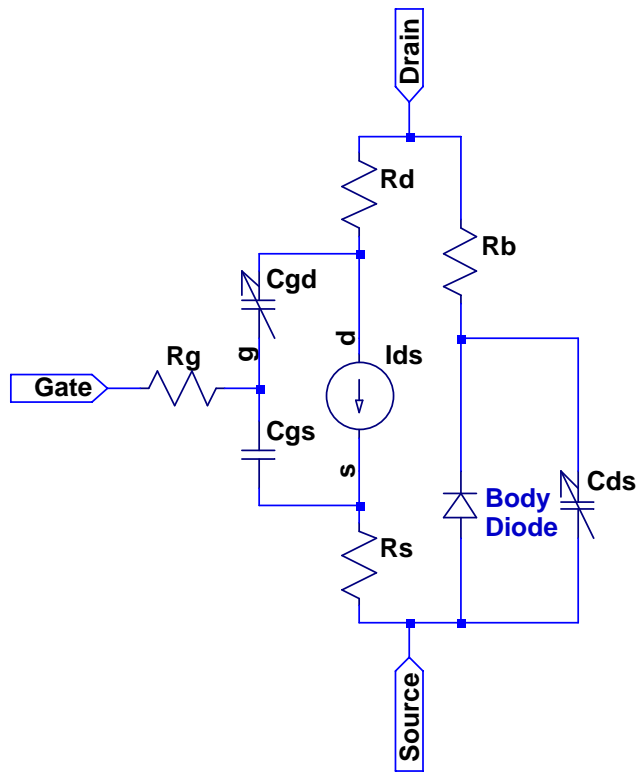 Drain
Rd
Rb
Cgd
g
d
Ids
Rg
Gate
Cgs
s
Body
Diode
Cds
Rs
Source